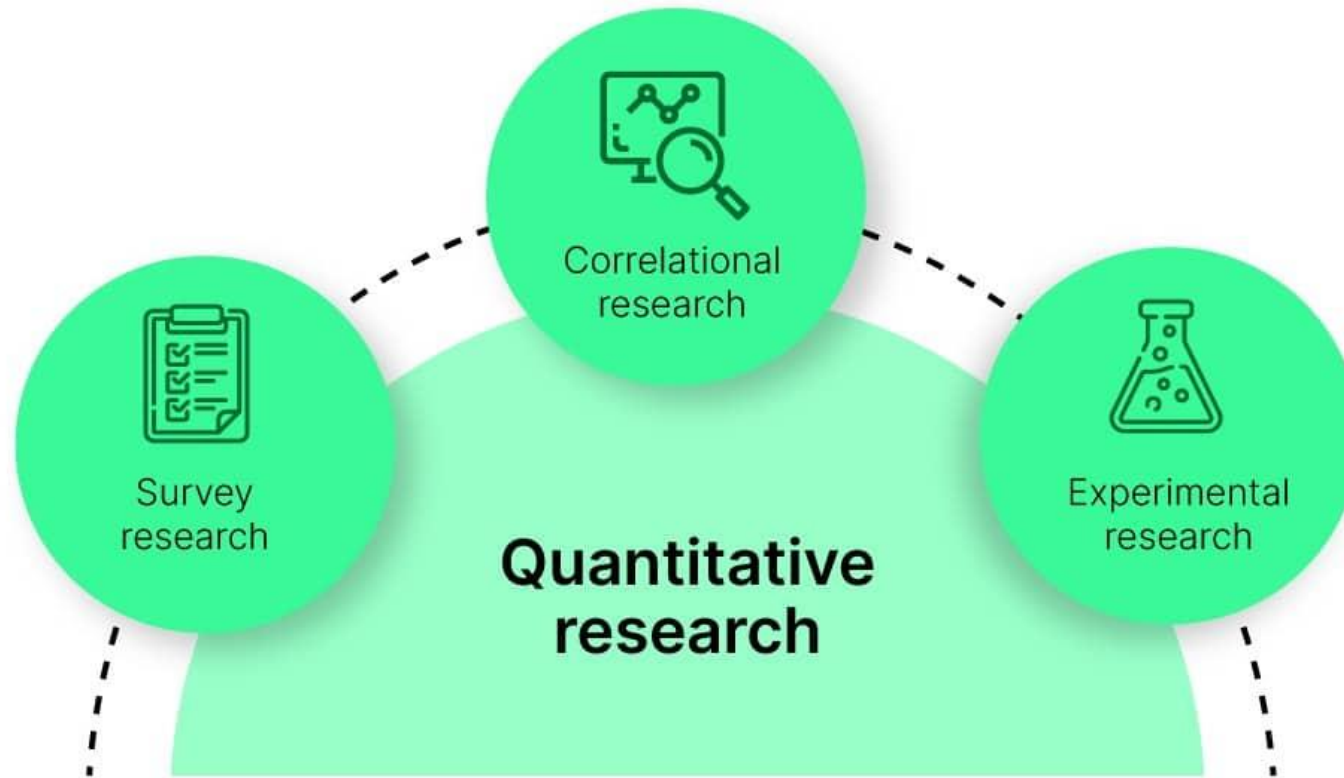 Correlational
research
Survey
research
Experimental
research
Quantitative
research